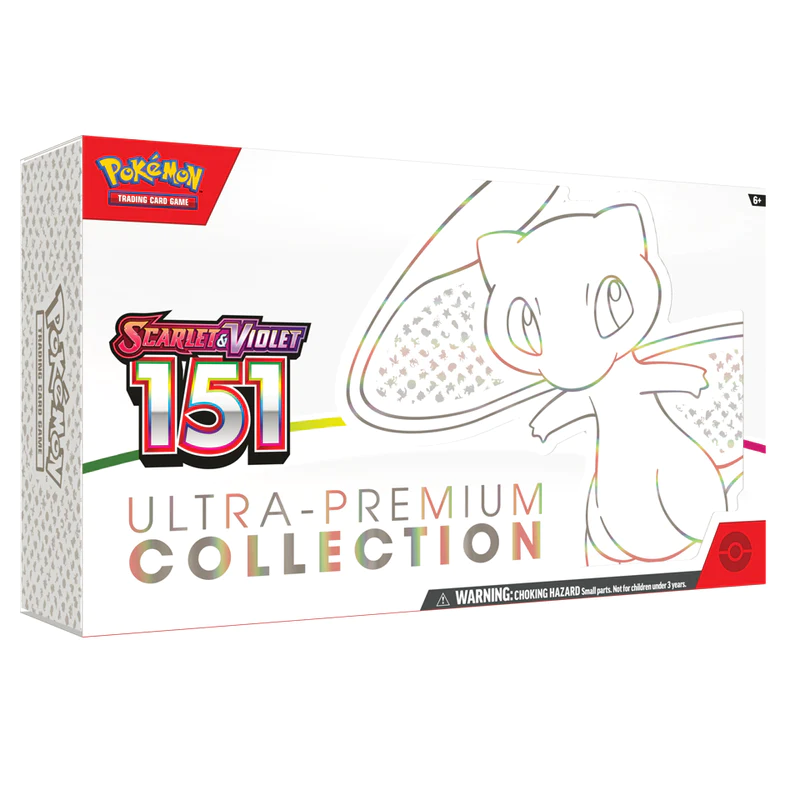 POKéMON
TRADING CARD GAME
6+
SCARLET & VIOLET
151
ULTRA-PREMIUM
COLLECTION
WARNING: CHOKING HAZARD Small parts. Not for children under 3 years.
POKéMON
TRADING CARD GAME